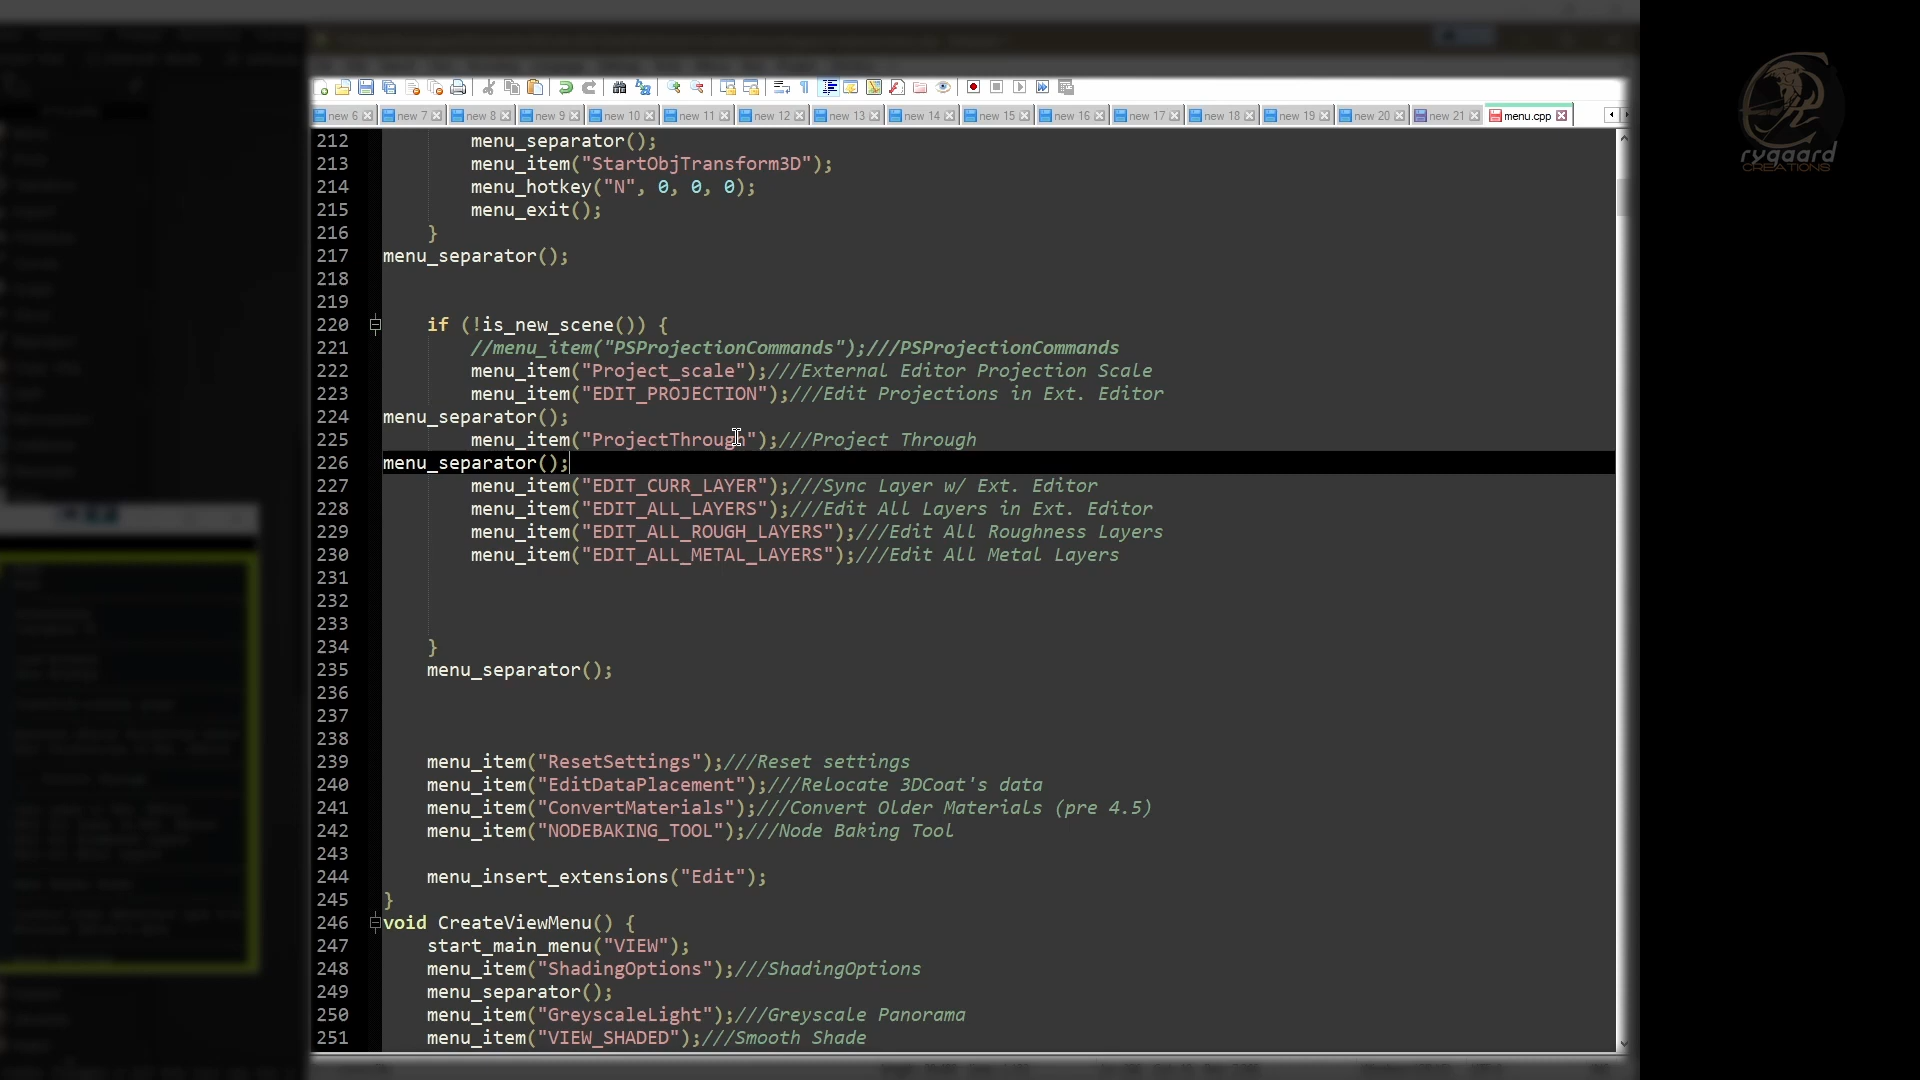 new 6 new 7 new 8 new 9 new 10 new 11 new 12 new 13 new 14 new 15 new 16 new 17 new 18 new 19 new 20 new 21 menu.cpp
rygaard
CREATIONS
212 menu_separator();
213 menu_item("StartObjTransform3D");
214 menu_hotkey("N", 0, 0, 0);
215 menu_exit();
216 }
217 menu_separator();
218
219
220 if (!is_new_scene()) {
221 //menu_item("PSProjectionCommands");///PSProjectionCommands
222 menu_item("Project_scale");///External Editor Projection Scale
223 menu_item("EDIT_PROJECTION");///Edit Projections in Ext. Editor
224 menu_separator();
225 menu_item("ProjectThrough");///Project Through
226 menu_separator();
227 menu_item("EDIT_CURR_LAYER");///Sync Layer w/ Ext. Editor
228 menu_item("EDIT_ALL_LAYERS");///Edit All Layers in Ext. Editor
229 menu_item("EDIT_ALL_ROUGH_LAYERS");///Edit All Roughness Layers
230 menu_item("EDIT_ALL_METAL_LAYERS");///Edit All Metal Layers
231
232
233
234 }
235 menu_separator();
236
237
238
239 menu_item("ResetSettings");///Reset settings
240 menu_item("EditDataPlacement");///Relocate 3DCoat's data
241 menu_item("ConvertMaterials");///Convert Older Materials (pre 4.5)
242 menu_item("NODEBAKING_TOOL");///Node Baking Tool
243
244 menu_insert_extensions("Edit");
245 }
246 void CreateViewMenu() {
247 start_main_menu("VIEW");
248 menu_item("ShadingOptions");///ShadingOptions
249 menu_separator();
250 menu_item("GreyscaleLight");///Greyscale Panorama
251 menu_item("VIEW_SHADED");///Smooth Shade